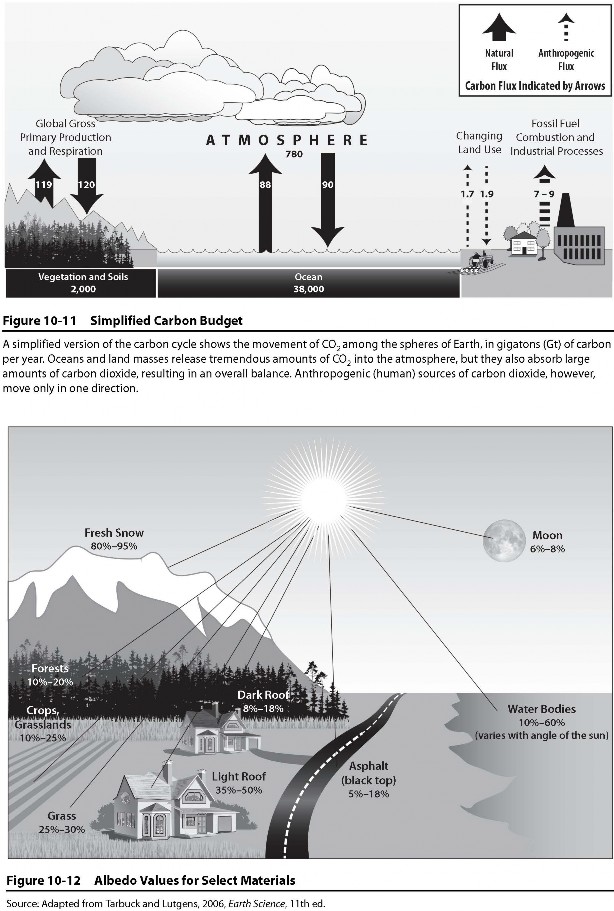 Natural
Flux
Anthropogenic
Flux
Carbon Flux Indicated by Arrows
Global Gross
Primary Production
and Respiration
ATMOSPHERE
780
Changing
Land Use
Fossil Fuel
Combustion and
Industrial Processes
119
120
88
90
1.7
1.9
7–9
Vegetation and Soils
2,000
Ocean
38,000
Figure 10-11 Simplified Carbon Budget
A simplified version of the carbon cycle shows the movement of CO₂ among the spheres of Earth, in gigatons (Gt) of carbon
per year. Oceans and land masses release tremendous amounts of CO₂ into the atmosphere, but they also absorb large
amounts of carbon dioxide, resulting in an overall balance. Anthropogenic (human) sources of carbon dioxide, however,
move only in one direction.
Fresh Snow
80%–95%
Moon
6%–8%
Forests
10%–20%
Dark Roof
8%–18%
Crops,
Grasslands
10%–25%
Water Bodies
10%–60%
(varies with angle of the sun)
Light Roof
35%–50%
Asphalt
(black top)
5%–18%
Grass
25%–30%
Figure 10-12 Albedo Values for Select Materials
Source: Adapted from Tarbuck and Lutgens, 2006, Earth Science, 11th ed.